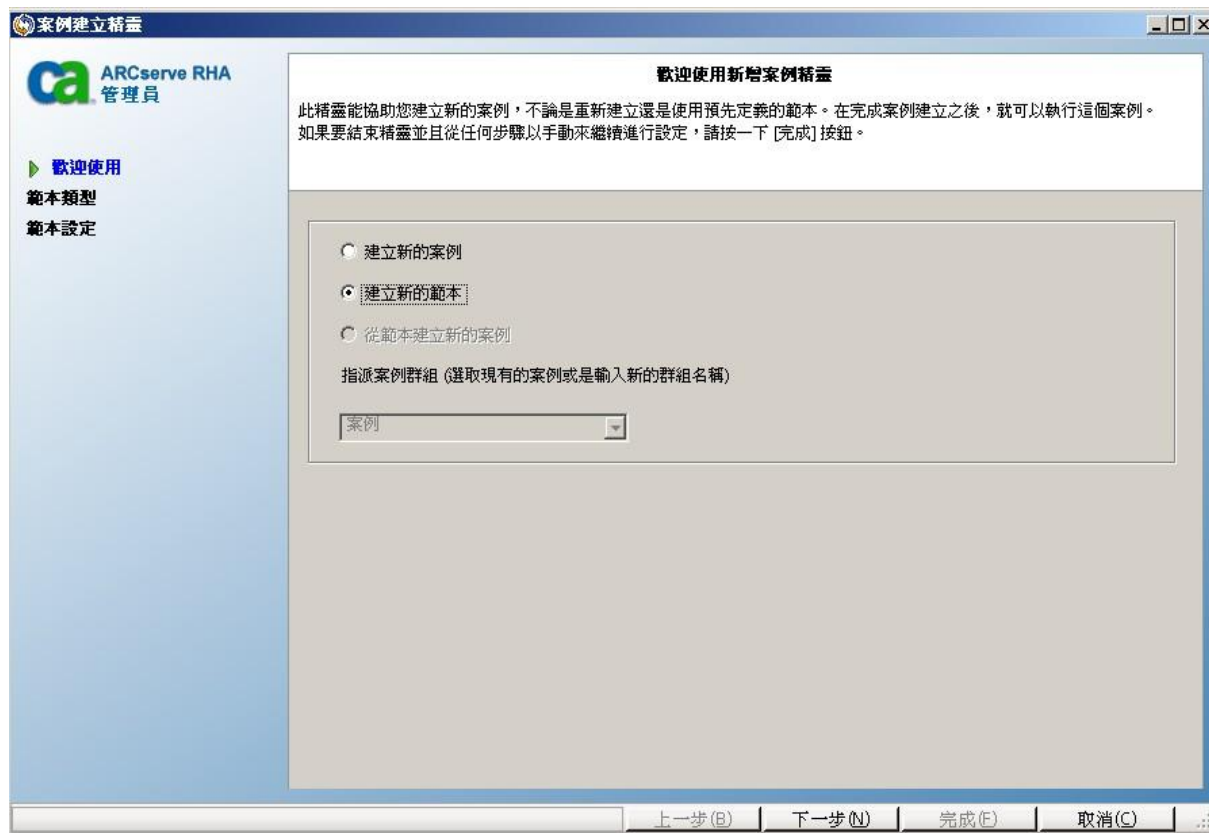 案例建立精靈
ca
ARCserve RHA
管理員
歡迎使用
範本類型
範本設定
歡迎使用新增案例精靈
此精靈能協助您建立新的案例，不論是重新建立還是使用預先定義的範本。在完成案例建立之後，就可以執行這個案例。
如果要結束精靈並且從任何步驟以手動來繼續進行設定，請按一下 [完成] 按鈕。
建立新的案例
建立新的範本
從範本建立新的案例
指派案例群組 (選取現有的案例或是輸入新的群組名稱)
案例
上一步(B) 下一步(N) 完成(F) 取消(C)